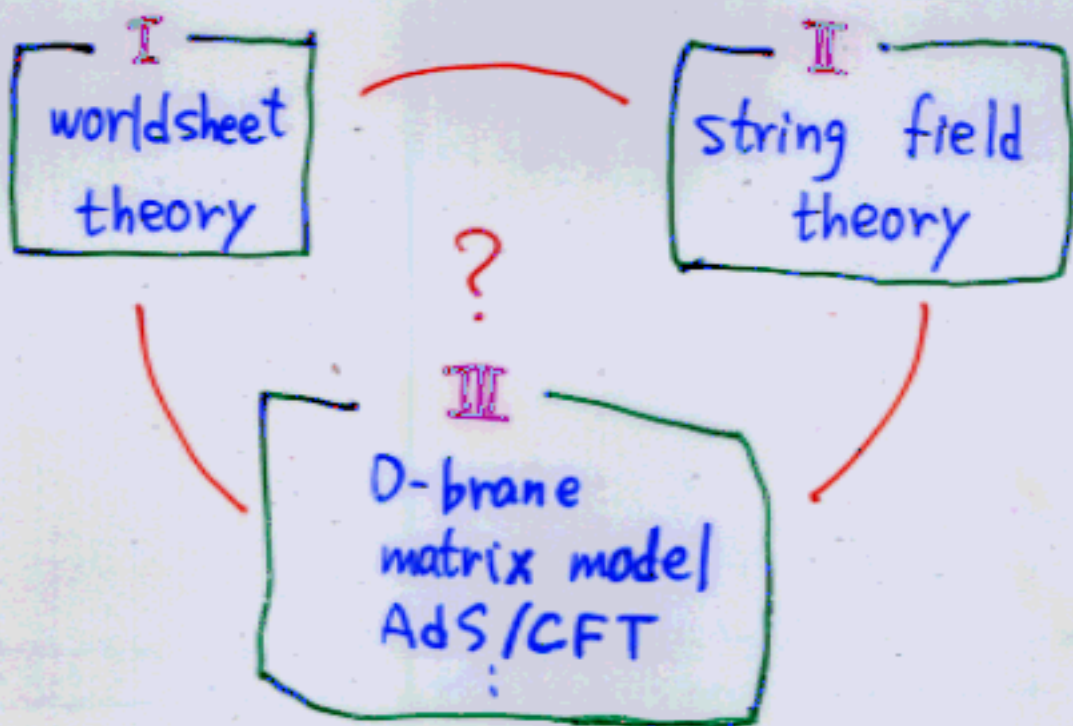 I
worldsheet
theory
II
string field
theory
?
III
D-brane
matrix model
AdS/CFT
⋮